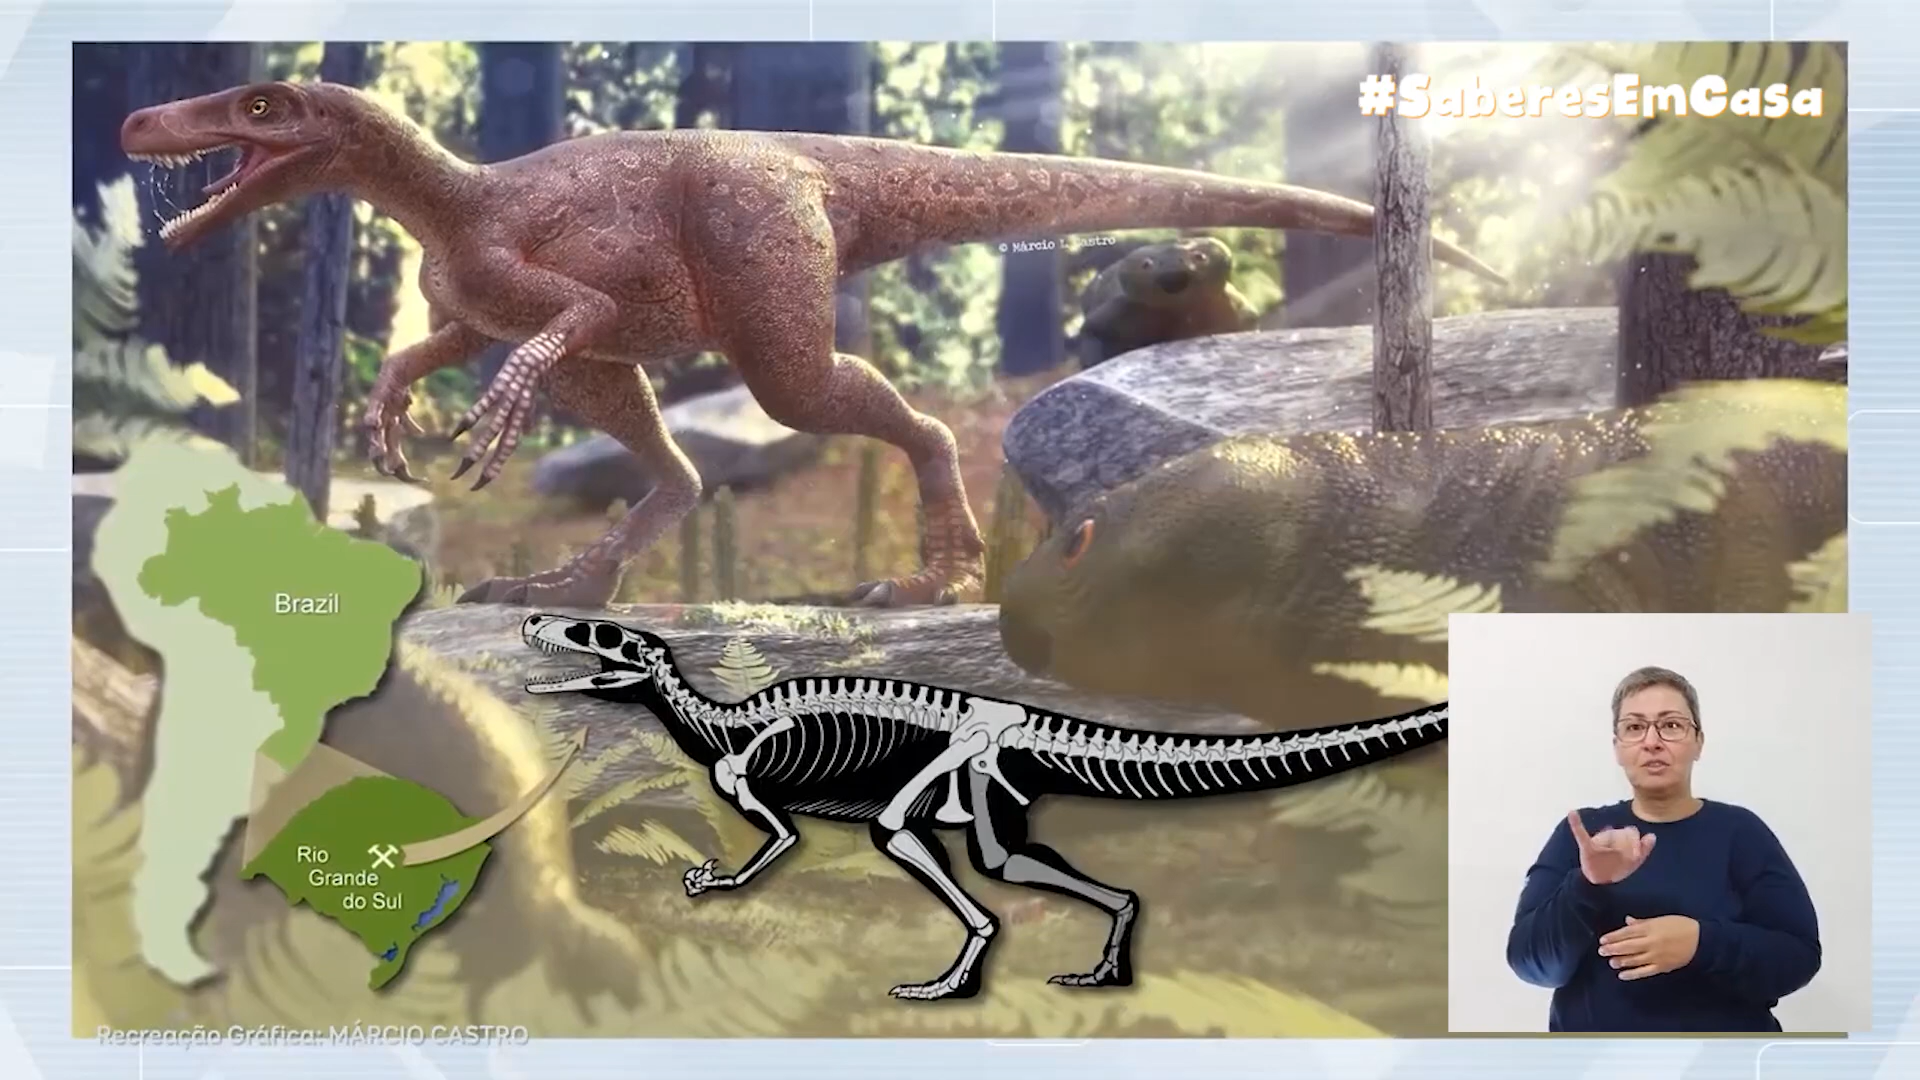 #SaberesEmCasa
© Márcio L. Castro
Brazil
Rio
Grande
do Sul
Recreação Gráfica: MÁRCIO CASTRO